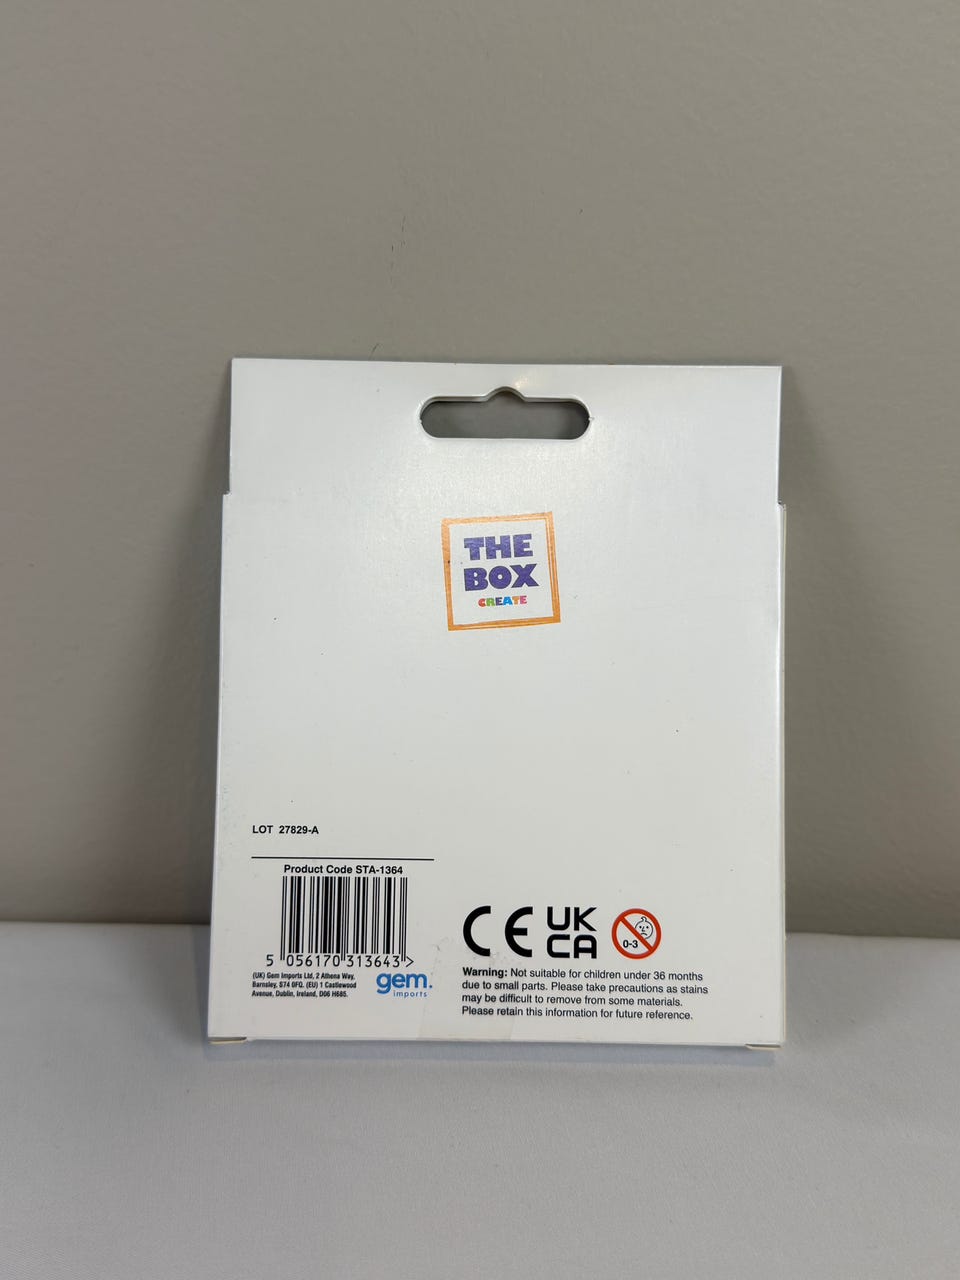 THE
BOX
CREATE
LOT 27829-A
Product Code STA-1364
5 056170 313643 >
(UK) Gem Imports Ltd, 2 Athena Way,
Barnsley, S74 0FQ. (EU) 1 Castlewood
Avenue, Dublin, Ireland, D06 H685.
gem.
imports
CE UK
CA
0-3
Warning: Not suitable for children under 36 months
due to small parts. Please take precautions as stains
may be difficult to remove from some materials.
Please retain this information for future reference.